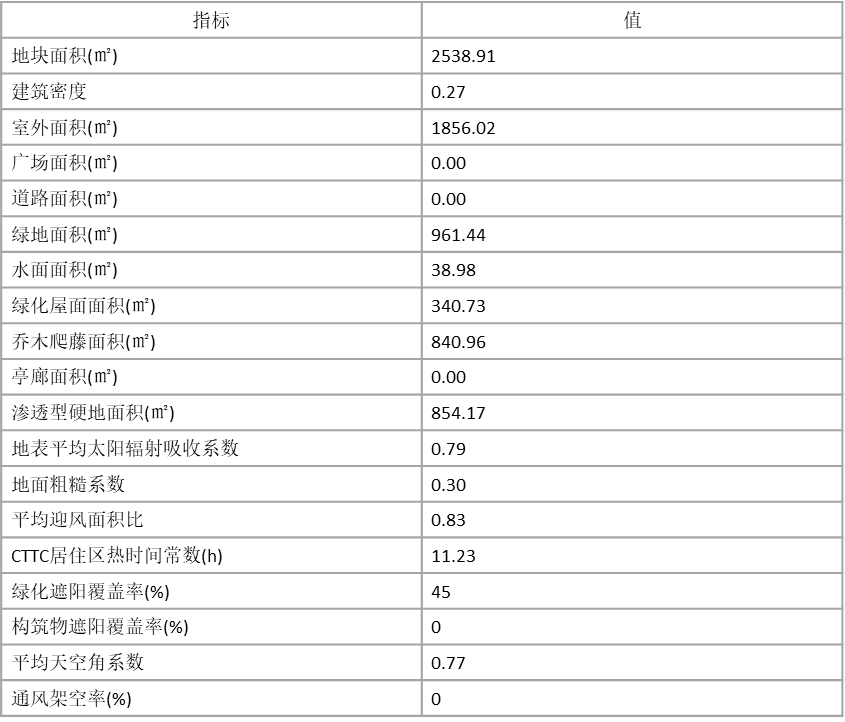 指标 值
地块面积(㎡) 2538.91
建筑密度 0.27
室外面积(㎡) 1856.02
广场面积(㎡) 0.00
道路面积(㎡) 0.00
绿地面积(㎡) 961.44
水面面积(㎡) 38.98
绿化屋面面积(㎡) 340.73
乔木爬藤面积(㎡) 840.96
亭廊面积(㎡) 0.00
渗透型硬地面积(㎡) 854.17
地表平均太阳辐射吸收系数 0.79
地面粗糙系数 0.30
平均迎风面积比 0.83
CTTC居住区热时间常数(h) 11.23
绿化遮阳覆盖率(%) 45
构筑物遮阳覆盖率(%) 0
平均天空角系数 0.77
通风架空率(%) 0